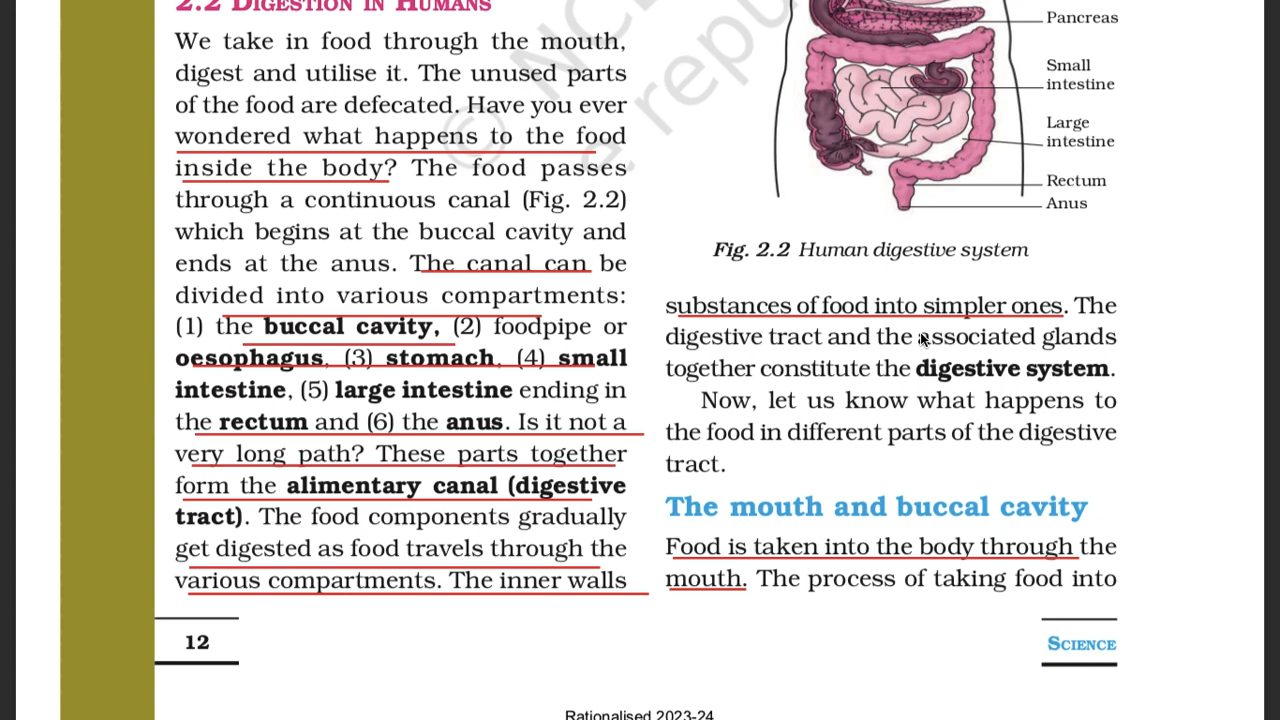 2.2 DIGESTION IN HUMANS
We take in food through the mouth,
digest and utilise it. The unused parts
of the food are defecated. Have you ever
wondered what happens to the food
inside the body? The food passes
through a continuous canal (Fig. 2.2)
which begins at the buccal cavity and
ends at the anus. The canal can be
divided into various compartments:
(1) the buccal cavity, (2) foodpipe or
oesophagus, (3) stomach, (4) small
intestine, (5) large intestine ending in
the rectum and (6) the anus. Is it not a
very long path? These parts together
form the alimentary canal (digestive
tract). The food components gradually
get digested as food travels through the
various compartments. The inner walls
Pancreas
Small
intestine
Large
intestine
Rectum
Anus
Fig. 2.2 Human digestive system
substances of food into simpler ones. The
digestive tract and the associated glands
together constitute the digestive system.
Now, let us know what happens to
the food in different parts of the digestive
tract.
The mouth and buccal cavity
Food is taken into the body through the
mouth. The process of taking food into
12
SCIENCE
Rationalised 2023-24